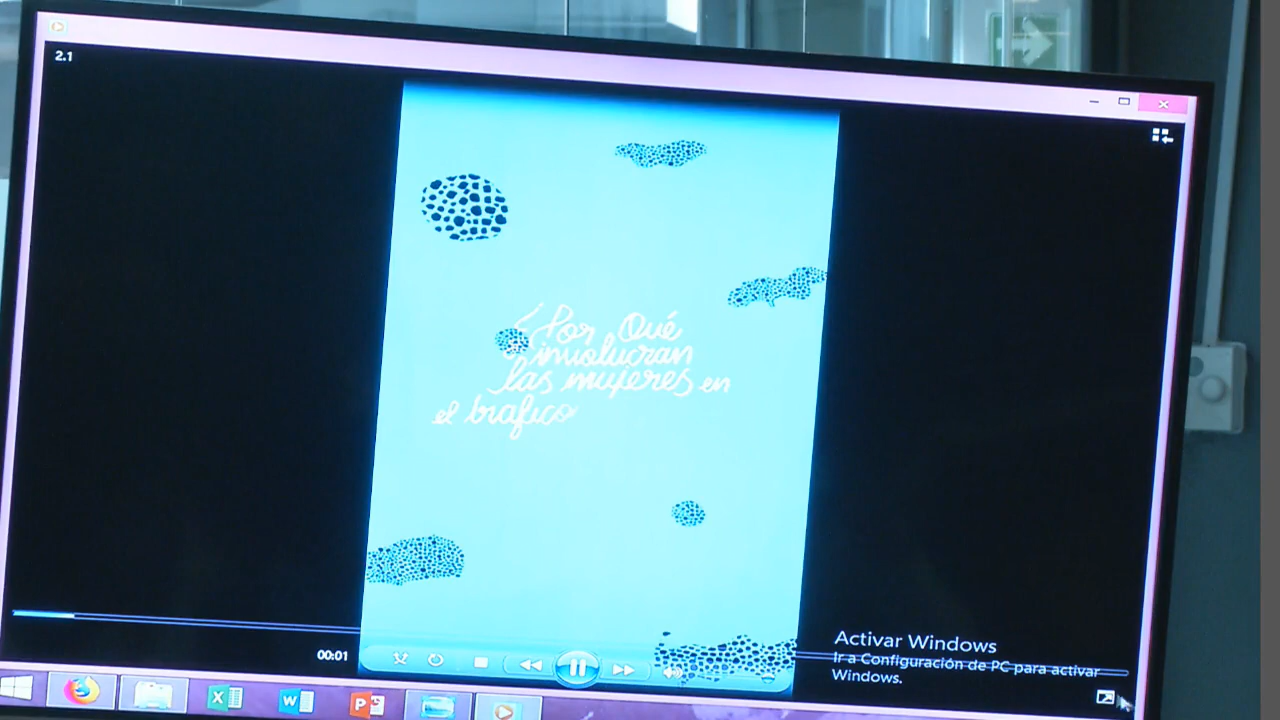 2.1
¿Por Qué
involucran
las mujeres en
el trafico
00:01
Activar Windows
Ir a Configuración de PC para activar
Windows.